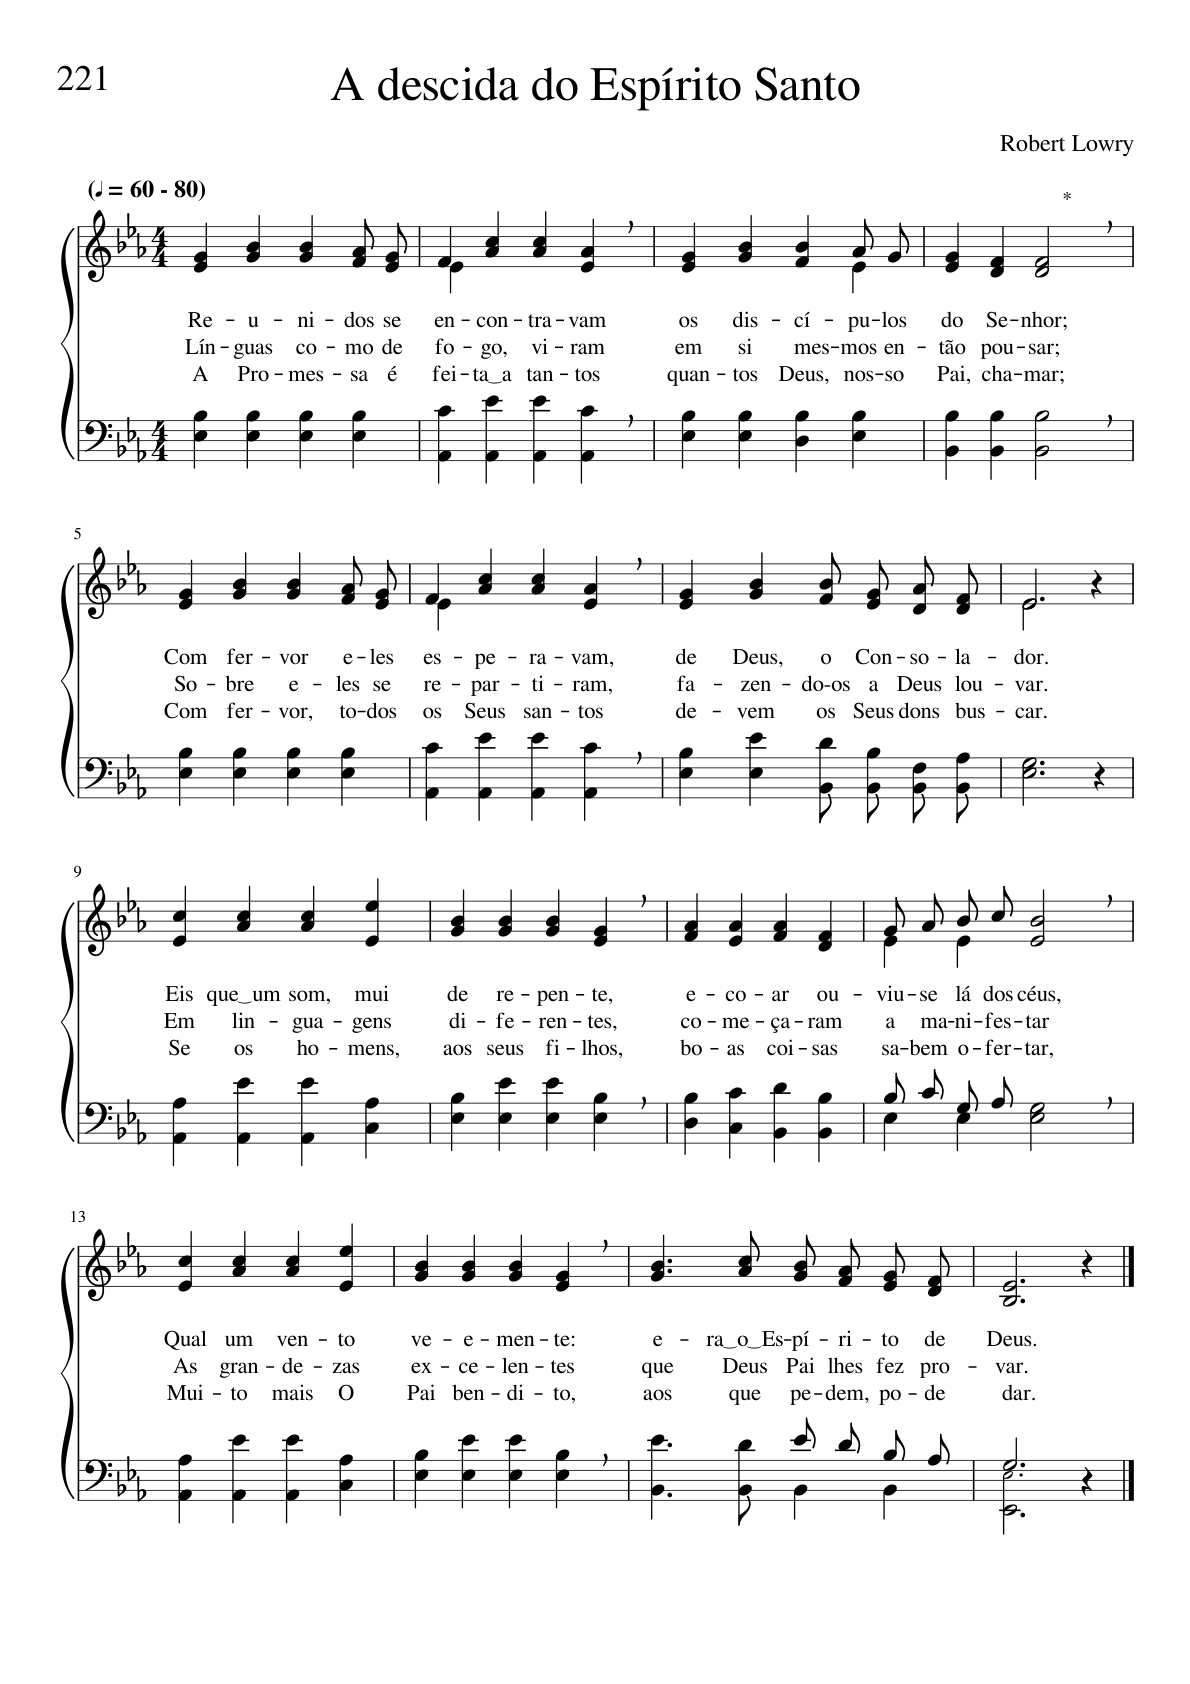 221
A descida do Espírito Santo
Robert Lowry
(♩ = 60 - 80)
*
4 4
Re - u - ni - dos se en - con - tra - vam os dis - cí - pu - los do Se - nhor;
Lín - guas co - mo de fo - go, vi - ram em si mes - mos en - tão pou - sar;
A Pro - mes - sa é fei - ta‿a tan - tos quan - tos Deus, nos - so Pai, cha - mar;
4 4
5
Com fer - vor e - les es - pe - ra - vam, de Deus, o Con - so - la - dor.
So - bre e - les se re - par - ti - ram, fa - zen - do-os a Deus lou - var.
Com fer - vor, to - dos os Seus san - tos de - vem os Seus dons bus - car.
9
Eis que‿um som, mui de re - pen - te, e - co - ar ou - viu - se lá dos céus,
Em lin - gua - gens di - fe - ren - tes, co - me - ça - ram a ma - ni - fes - tar
Se os ho - mens, aos seus fi - lhos, bo - as coi - sas sa - bem o - fer - tar,
13
Qual um ven - to ve - e - men - te: e - ra‿o‿Es - pí - ri - to de Deus.
As gran - de - zas ex - ce - len - tes que Deus Pai lhes fez pro - var.
Mui - to mais O Pai ben - di - to, aos que pe - dem, po - de dar.